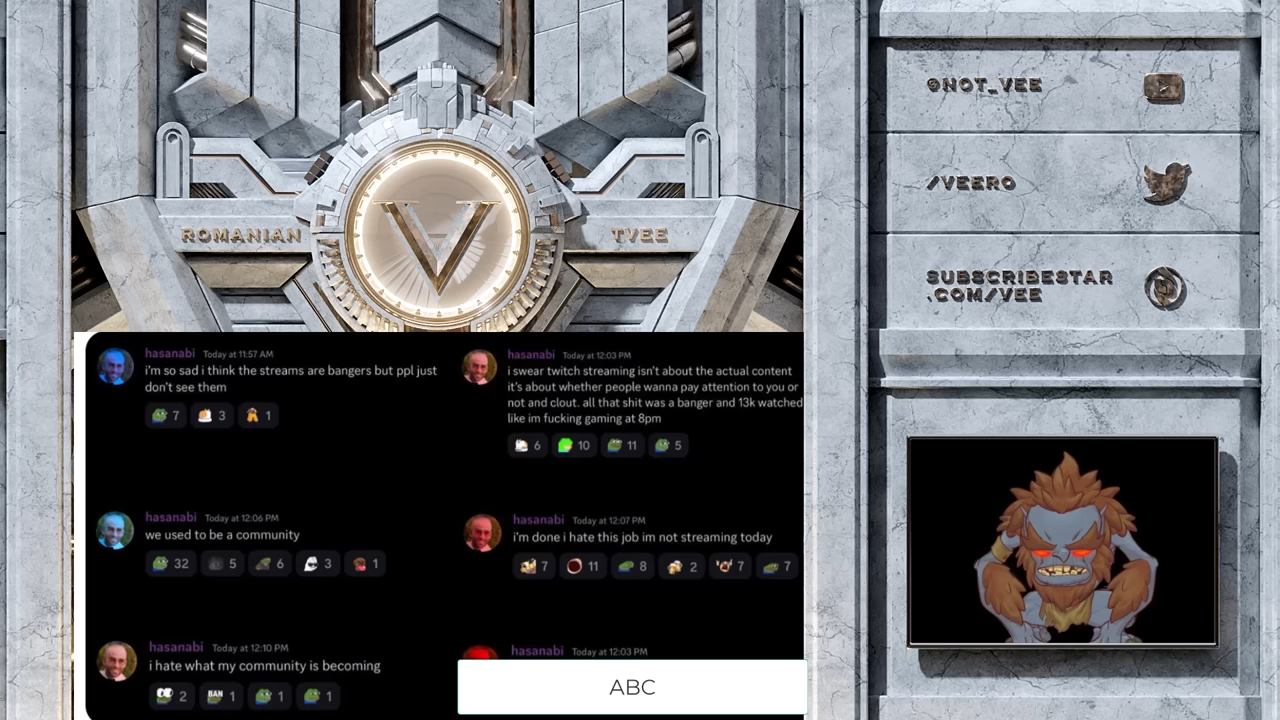 @NOT_VEE
/VEERO
SUBSCRIBESTAR
.COM/VEE
ROMANIAN
TVEE
V
hasanabi Today at 11:57 AM
i'm so sad i think the streams are bangers but ppl just
don't see them
7 3 1
hasanabi Today at 12:03 PM
i swear twitch streaming isn't about the actual content
it's about whether people wanna pay attention to you or
not and clout. all that shit was a banger and 13k watched
like im fucking gaming at 8pm
6 10 11 5
hasanabi Today at 12:06 PM
we used to be a community
32 5 6 3 1
hasanabi Today at 12:07 PM
i'm done i hate this job im not streaming today
7 11 8 2 7 7
hasanabi Today at 12:10 PM
i hate what my community is becoming
2 BAN 1 1 1
hasanabi Today at 12:03 PM
ABC